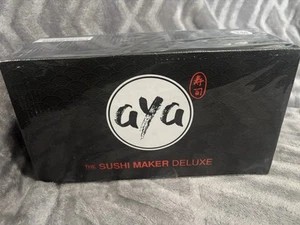 寿司
aya
THE SUSHI MAKER DELUXE